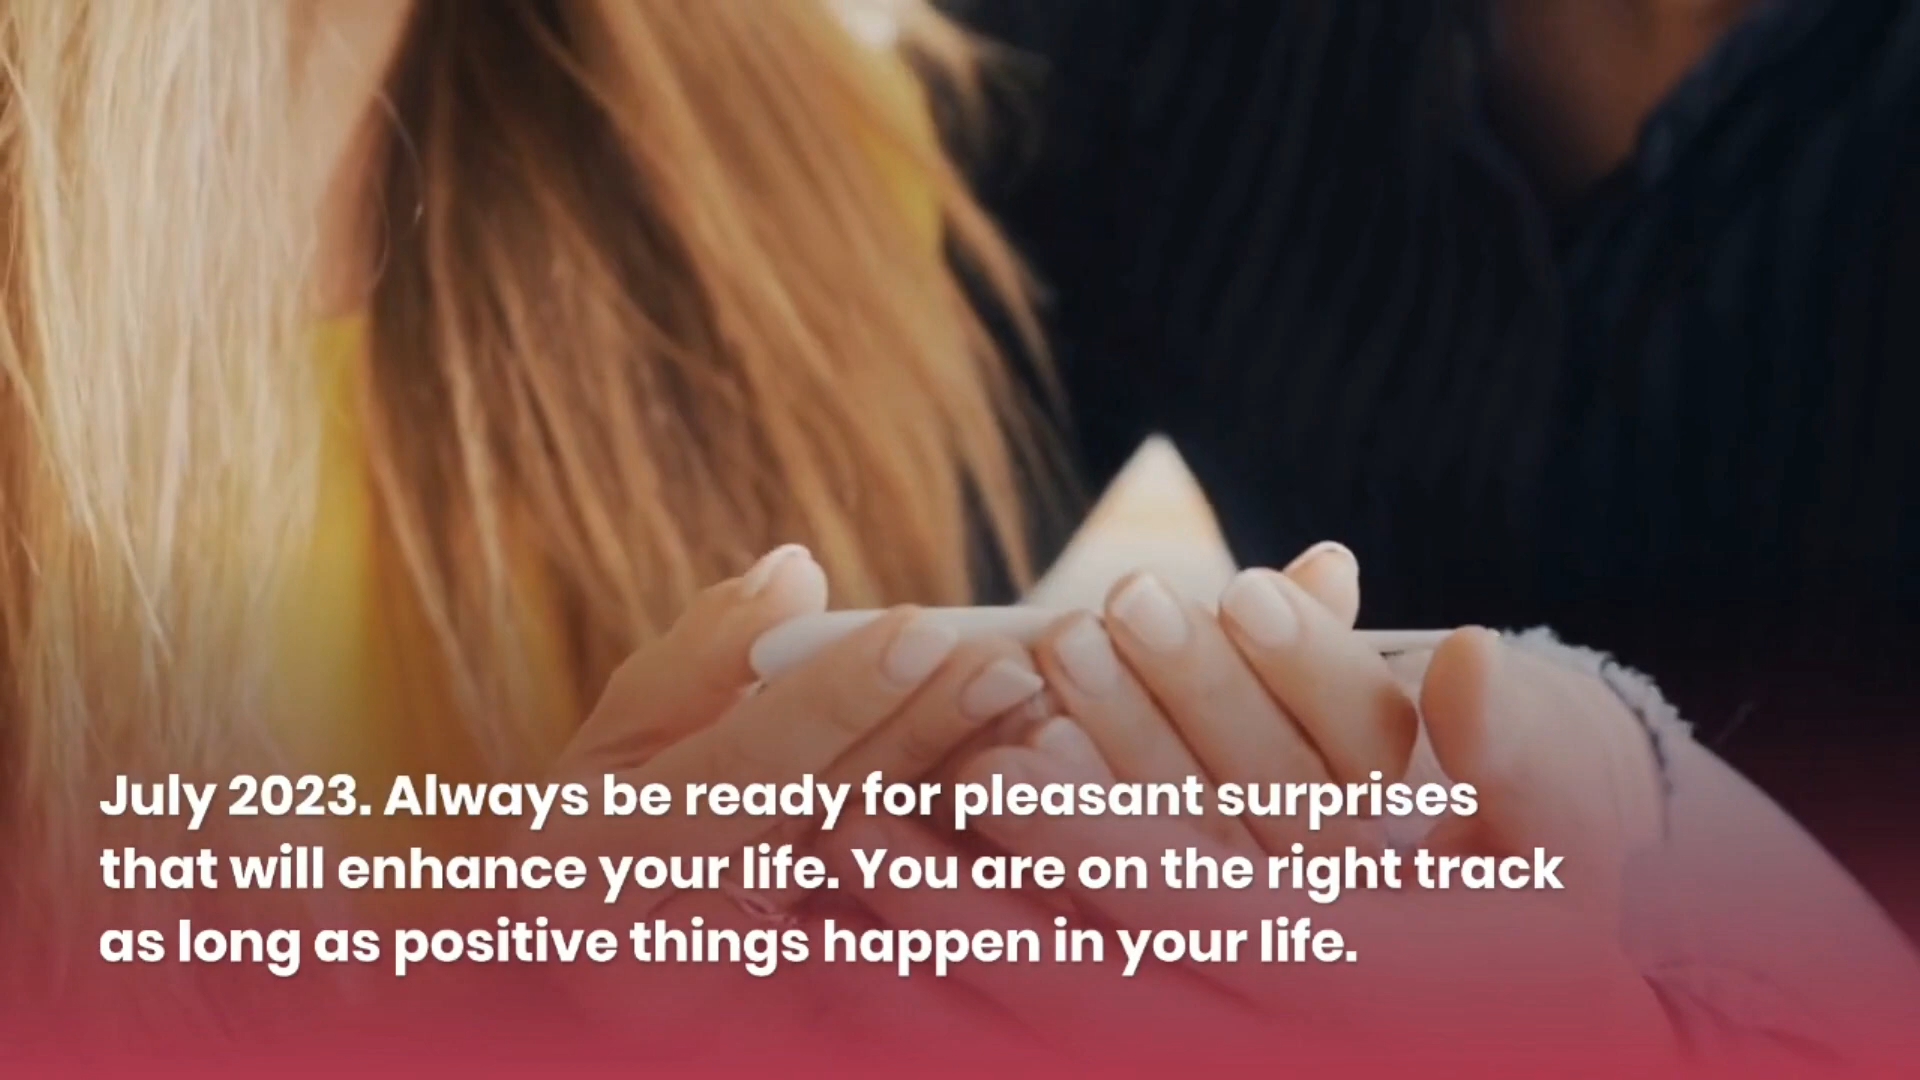 July 2023. Always be ready for pleasant surprises
that will enhance your life. You are on the right track
as long as positive things happen in your life.